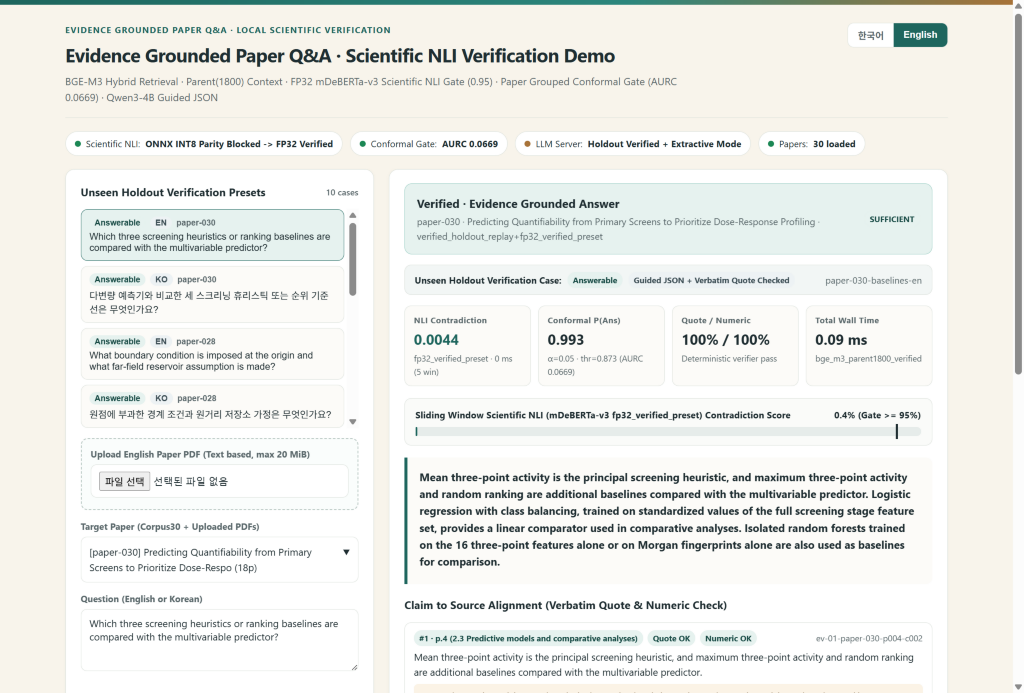 EVIDENCE GROUNDED PAPER Q&A · LOCAL SCIENTIFIC VERIFICATION
한국어
English
Evidence Grounded Paper Q&A · Scientific NLI Verification Demo
BGE-M3 Hybrid Retrieval · Parent(1800) Context · FP32 mDeBERTa-v3 Scientific NLI Gate (0.95) · Paper Grouped Conformal Gate (AURC
0.0669) · Qwen3-4B Guided JSON
Scientific NLI: ONNX INT8 Parity Blocked -> FP32 Verified
Conformal Gate: AURC 0.0669
LLM Server: Holdout Verified + Extractive Mode
Papers: 30 loaded
Unseen Holdout Verification Presets
10 cases
Answerable EN paper-030
Which three screening heuristics or ranking baselines are
compared with the multivariable predictor?
Answerable KO paper-030
다변량 예측기와 비교한 세 스크리닝 휴리스틱 또는 순위 기준
선은 무엇인가요?
Answerable EN paper-028
What boundary condition is imposed at the origin and
what far-field reservoir assumption is made?
Answerable KO paper-028
원점에 부과한 경계 조건과 원거리 저장소 가정은 무엇인가요?
Upload English Paper PDF (Text based, max 20 MiB)
파일 선택 선택된 파일 없음
Target Paper (Corpus30 + Uploaded PDFs)
[paper-030] Predicting Quantifiability from Primary
Screens to Prioritize Dose-Respo (18p)
Question (English or Korean)
Which three screening heuristics or ranking baselines are
compared with the multivariable predictor?
Verified · Evidence Grounded Answer
paper-030 · Predicting Quantifiability from Primary Screens to Prioritize Dose-Response Profiling ·
verified_holdout_replay+fp32_verified_preset
SUFFICIENT
Unseen Holdout Verification Case: Answerable Guided JSON + Verbatim Quote Checked paper-030-baselines-en
NLI Contradiction
0.0044
fp32_verified_preset · 0 ms
(5 win)
Conformal P(Ans)
0.993
α=0.05 · thr=0.873 (AURC
0.0669)
Quote / Numeric
100% / 100%
Deterministic verifier pass
Total Wall Time
0.09 ms
bge_m3_parent1800_verified
Sliding Window Scientific NLI (mDeBERTa-v3 fp32_verified_preset) Contradiction Score
0.4% (Gate >= 95%)
Mean three-point activity is the principal screening heuristic, and maximum three-point activity
and random ranking are additional baselines compared with the multivariable predictor. Logistic
regression with class balancing, trained on standardized values of the full screening stage feature
set, provides a linear comparator used in comparative analyses. Isolated random forests trained
on the 16 three-point features alone or on Morgan fingerprints alone are also used as baselines
for comparison.
Claim to Source Alignment (Verbatim Quote & Numeric Check)
#1 · p.4 (2.3 Predictive models and comparative analyses) Quote OK Numeric OK
ev-01-paper-030-p004-c002
Mean three-point activity is the principal screening heuristic, and maximum three-point activity and random ranking
are additional baselines compared with the multivariable predictor.